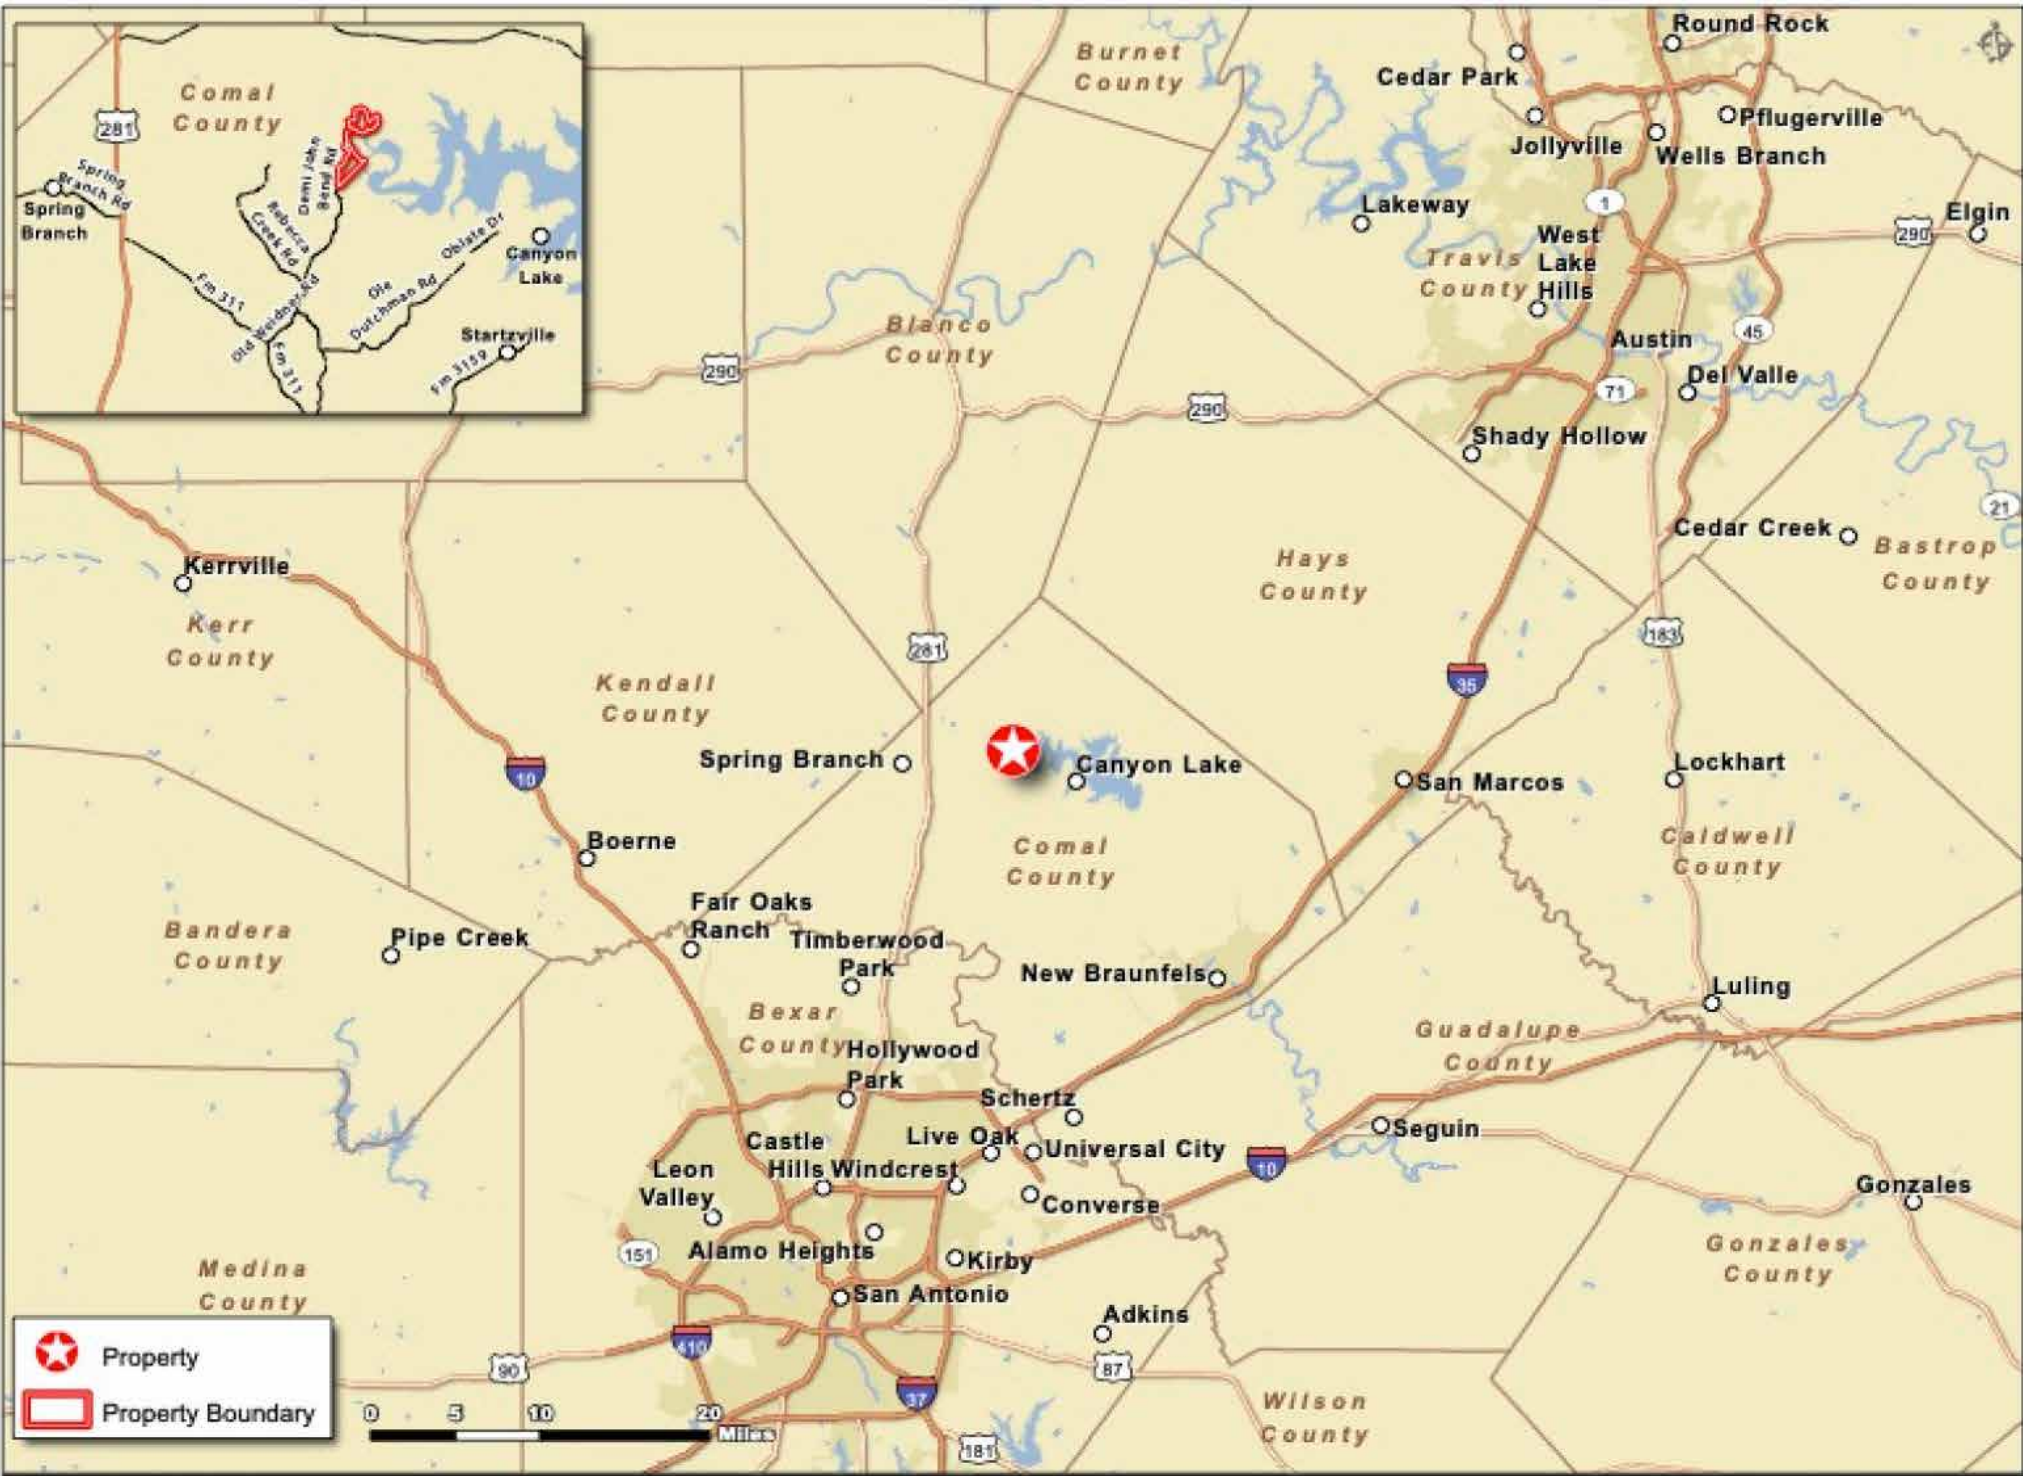 Comal
County
281
Spring
Branch Rd
Spring
Branch
Demi John
Bend Rd
Rebecca
Creek Rd
Fm 311
Old Weidner Rd
Fm 311
Ole
Dutchman Rd
Oblate Dr
Canyon
Lake
Startzville
Fm 3159
Burnet
County
Round Rock
Cedar Park
Pflugerville
Jollyville
Wells Branch
Lakeway
1
Elgin
290
West
Lake
Hills
Travis
County
Blanco
County
45
Austin
290
Del Valle
71
290
Shady Hollow
21
Cedar Creek
Bastrop
County
Hays
County
Kerrville
Kerr
County
183
281
Kendall
County
35
Spring Branch
Canyon Lake
Lockhart
10
San Marcos
Boerne
Comal
County
Caldwell
County
Fair Oaks
Ranch
Bandera
County
Pipe Creek
Timberwood
Park
New Braunfels
Luling
Bexar
County
Guadalupe
County
Hollywood
Park
Schertz
Seguin
Castle
Hills
Live Oak
Universal City
10
Leon
Valley
Windcrest
Converse
Gonzales
151
Alamo Heights
Kirby
Gonzales
County
Medina
County
San Antonio
Adkins
410
90
87
37
Wilson
County
181
Property
Property Boundary
0 5 10 20
Miles